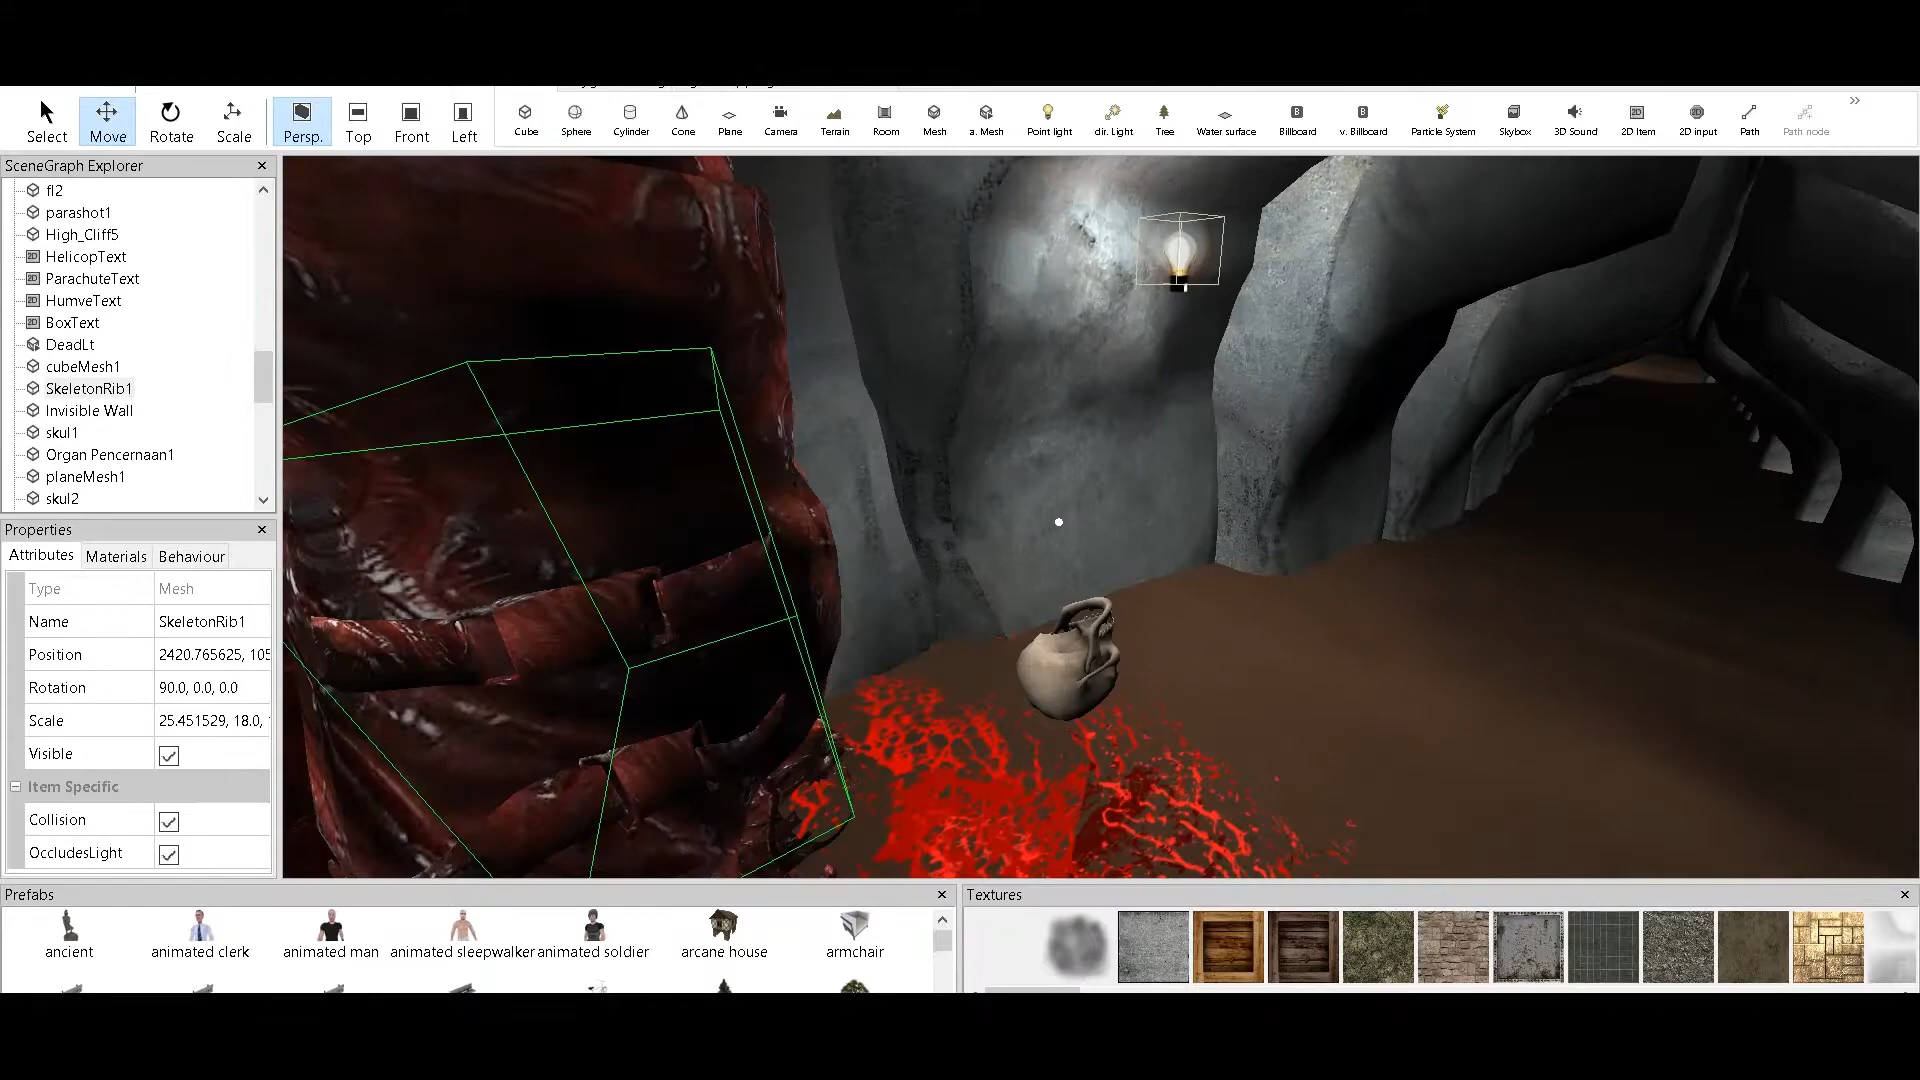 Select Move Rotate Scale Persp. Top Front Left
Cube Sphere Cylinder Cone Plane Camera Terrain Room Mesh a. Mesh Point light dir. Light Tree Water surface Billboard v. Billboard Particle System Skybox 3D Sound 2D Item 2D input Path Path node
SceneGraph Explorer
fl2
parashot1
High_Cliff5
2D HelicopText
2D ParachuteText
2D HumveText
2D BoxText
DeadLt
cubeMesh1
SkeletonRib1
Invisible Wall
skul1
Organ Pencernaan1
planeMesh1
skul2
Properties
Attributes Materials Behaviour
Type Mesh
Name SkeletonRib1
Position 2420.765625, 105
Rotation 90.0, 0.0, 0.0
Scale 25.451529, 18.0,
Visible
Item Specific
Collision
OccludesLight
Prefabs
ancient animated clerk animated man animated sleepwalker animated soldier arcane house armchair
Textures